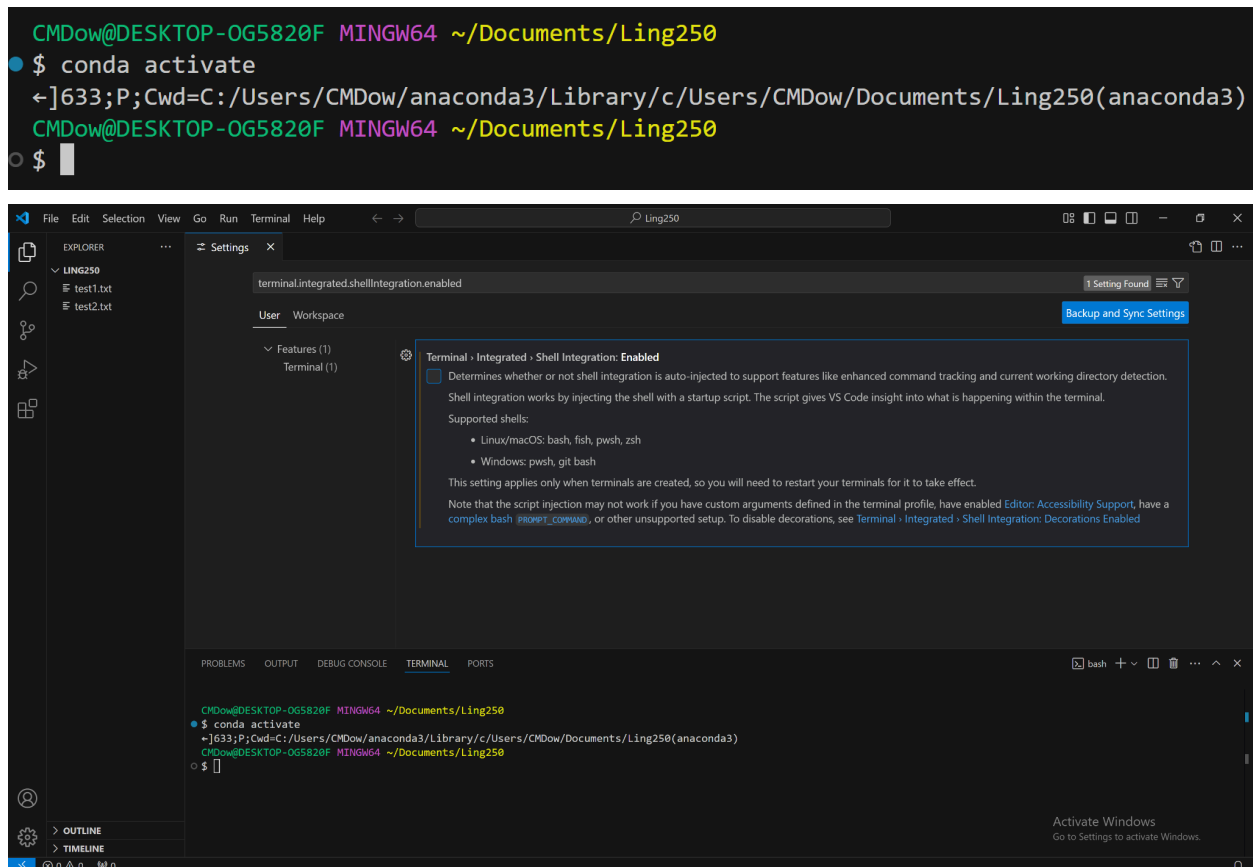 CMDow@DESKTOP-OG5820F MINGW64 ~/Documents/Ling250
$ conda activate
←]633;P;Cwd=C:/Users/CMDow/anaconda3/Library/c/Users/CMDow/Documents/Ling250(anaconda3)
CMDow@DESKTOP-OG5820F MINGW64 ~/Documents/Ling250
$
File Edit Selection View Go Run Terminal Help
Ling250
EXPLORER
Settings
LING250
test1.txt
test2.txt
terminal.integrated.shellIntegration.enabled
1 Setting Found
User Workspace
Backup and Sync Settings
Features (1)
Terminal (1)
Terminal › Integrated › Shell Integration: Enabled
Determines whether or not shell integration is auto-injected to support features like enhanced command tracking and current working directory detection.
Shell integration works by injecting the shell with a startup script. The script gives VS Code insight into what is happening within the terminal.
Supported shells:
• Linux/macOS: bash, fish, pwsh, zsh
• Windows: pwsh, git bash
This setting applies only when terminals are created, so you will need to restart your terminals for it to take effect.
Note that the script injection may not work if you have custom arguments defined in the terminal profile, have enabled Editor: Accessibility Support, have a
complex bash PROMPT_COMMAND, or other unsupported setup. To disable decorations, see Terminal › Integrated › Shell Integration: Decorations Enabled
PROBLEMS OUTPUT DEBUG CONSOLE TERMINAL PORTS
bash
CMDow@DESKTOP-OG5820F MINGW64 ~/Documents/Ling250
$ conda activate
←]633;P;Cwd=C:/Users/CMDow/anaconda3/Library/c/Users/CMDow/Documents/Ling250(anaconda3)
CMDow@DESKTOP-OG5820F MINGW64 ~/Documents/Ling250
$
Activate Windows
Go to Settings to activate Windows.
OUTLINE
TIMELINE